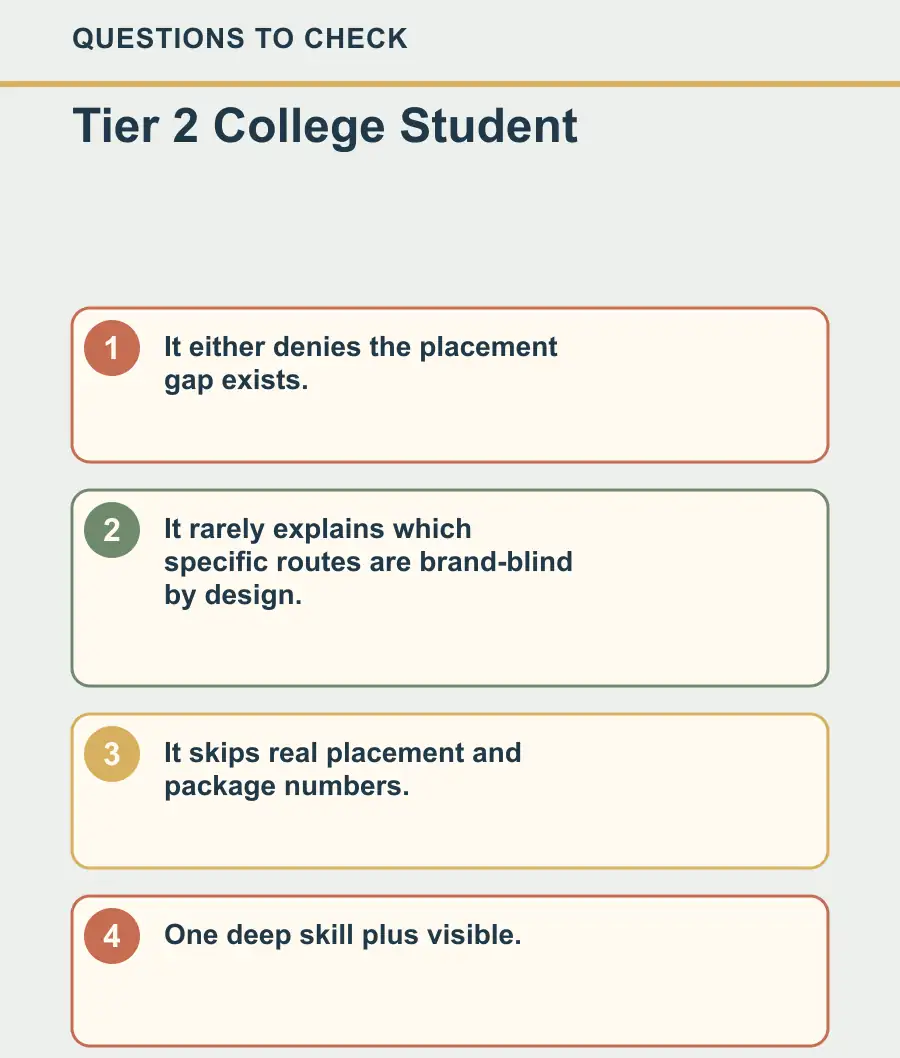 QUESTIONS TO CHECK
Tier 2 College Student
1
It either denies the placement
gap exists.
2
It rarely explains which
specific routes are brand-blind
by design.
3
It skips real placement and
package numbers.
4
One deep skill plus visible.